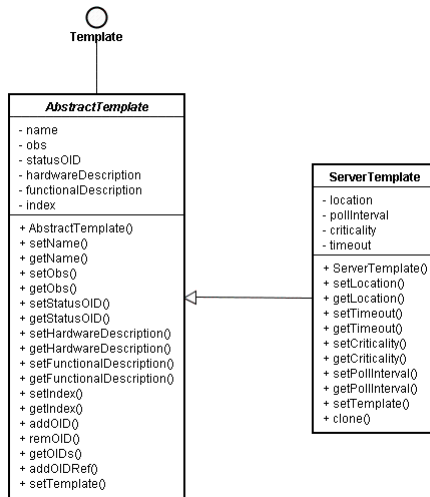 Template
AbstractTemplate
- name
- obs
- statusOID
- hardwareDescription
- functionalDescription
- index
+ AbstractTemplate()
+ setName()
+ getName()
+ setObs()
+ getObs()
+ setStatusOID()
+ getStatusOID()
+ setHardwareDescription()
+ getHardwareDescription()
+ setFunctionalDescription()
+ getFunctionalDescription()
+ setIndex()
+ getIndex()
+ addOID()
+ remOID()
+ getOIDs()
+ addOIDRef()
+ setTemplate()
ServerTemplate
- location
- pollInterval
- criticality
- timeout
+ ServerTemplate()
+ setLocation()
+ getLocation()
+ setTimeout()
+ getTimeout()
+ setCriticality()
+ getCriticality()
+ setPollInterval()
+ getPollInterval()
+ setTemplate()
+ clone()